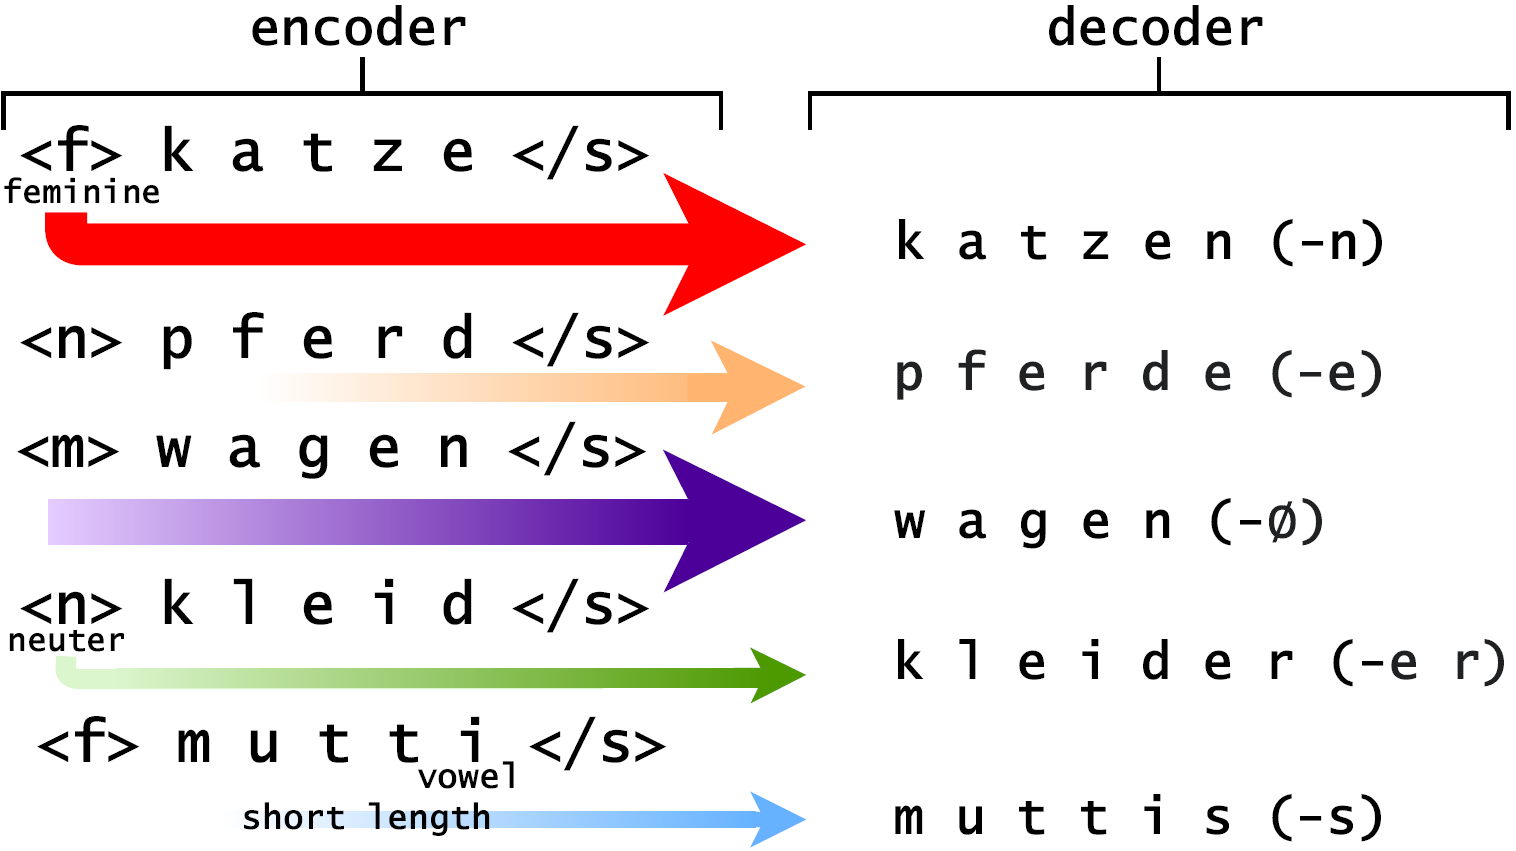 encoder
decoder
<f> k a t z e </s>
feminine
k a t z e n (-n)
<n> p f e r d </s>
p f e r d e (-e)
<m> w a g e n </s>
w a g e n (-Ø)
<n> k l e i d </s>
neuter
k l e i d e r (-e r)
<f> m u t t i </s>
vowel
short length
m u t t i s (-s)